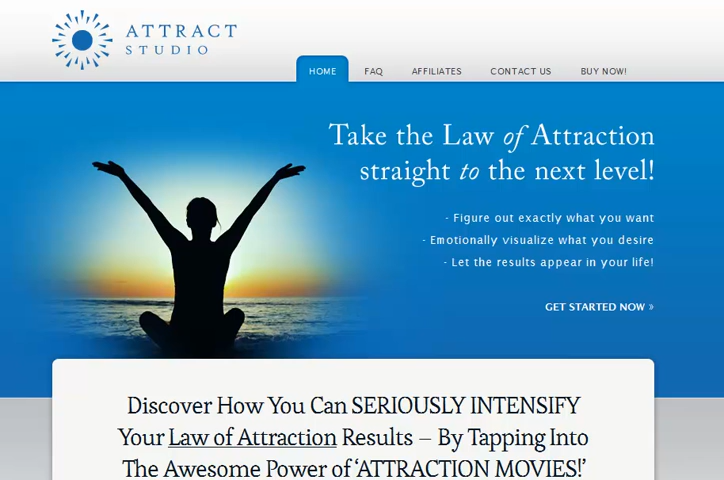 ATTRACT
STUDIO
HOME FAQ AFFILIATES CONTACT US BUY NOW!
Take the Law of Attraction
straight to the next level!
- Figure out exactly what you want
- Emotionally visualize what you desire
- Let the results appear in your life!
GET STARTED NOW »
Discover How You Can SERIOUSLY INTENSIFY
Your Law of Attraction Results – By Tapping Into
The Awesome Power of ‘ATTRACTION MOVIES!’